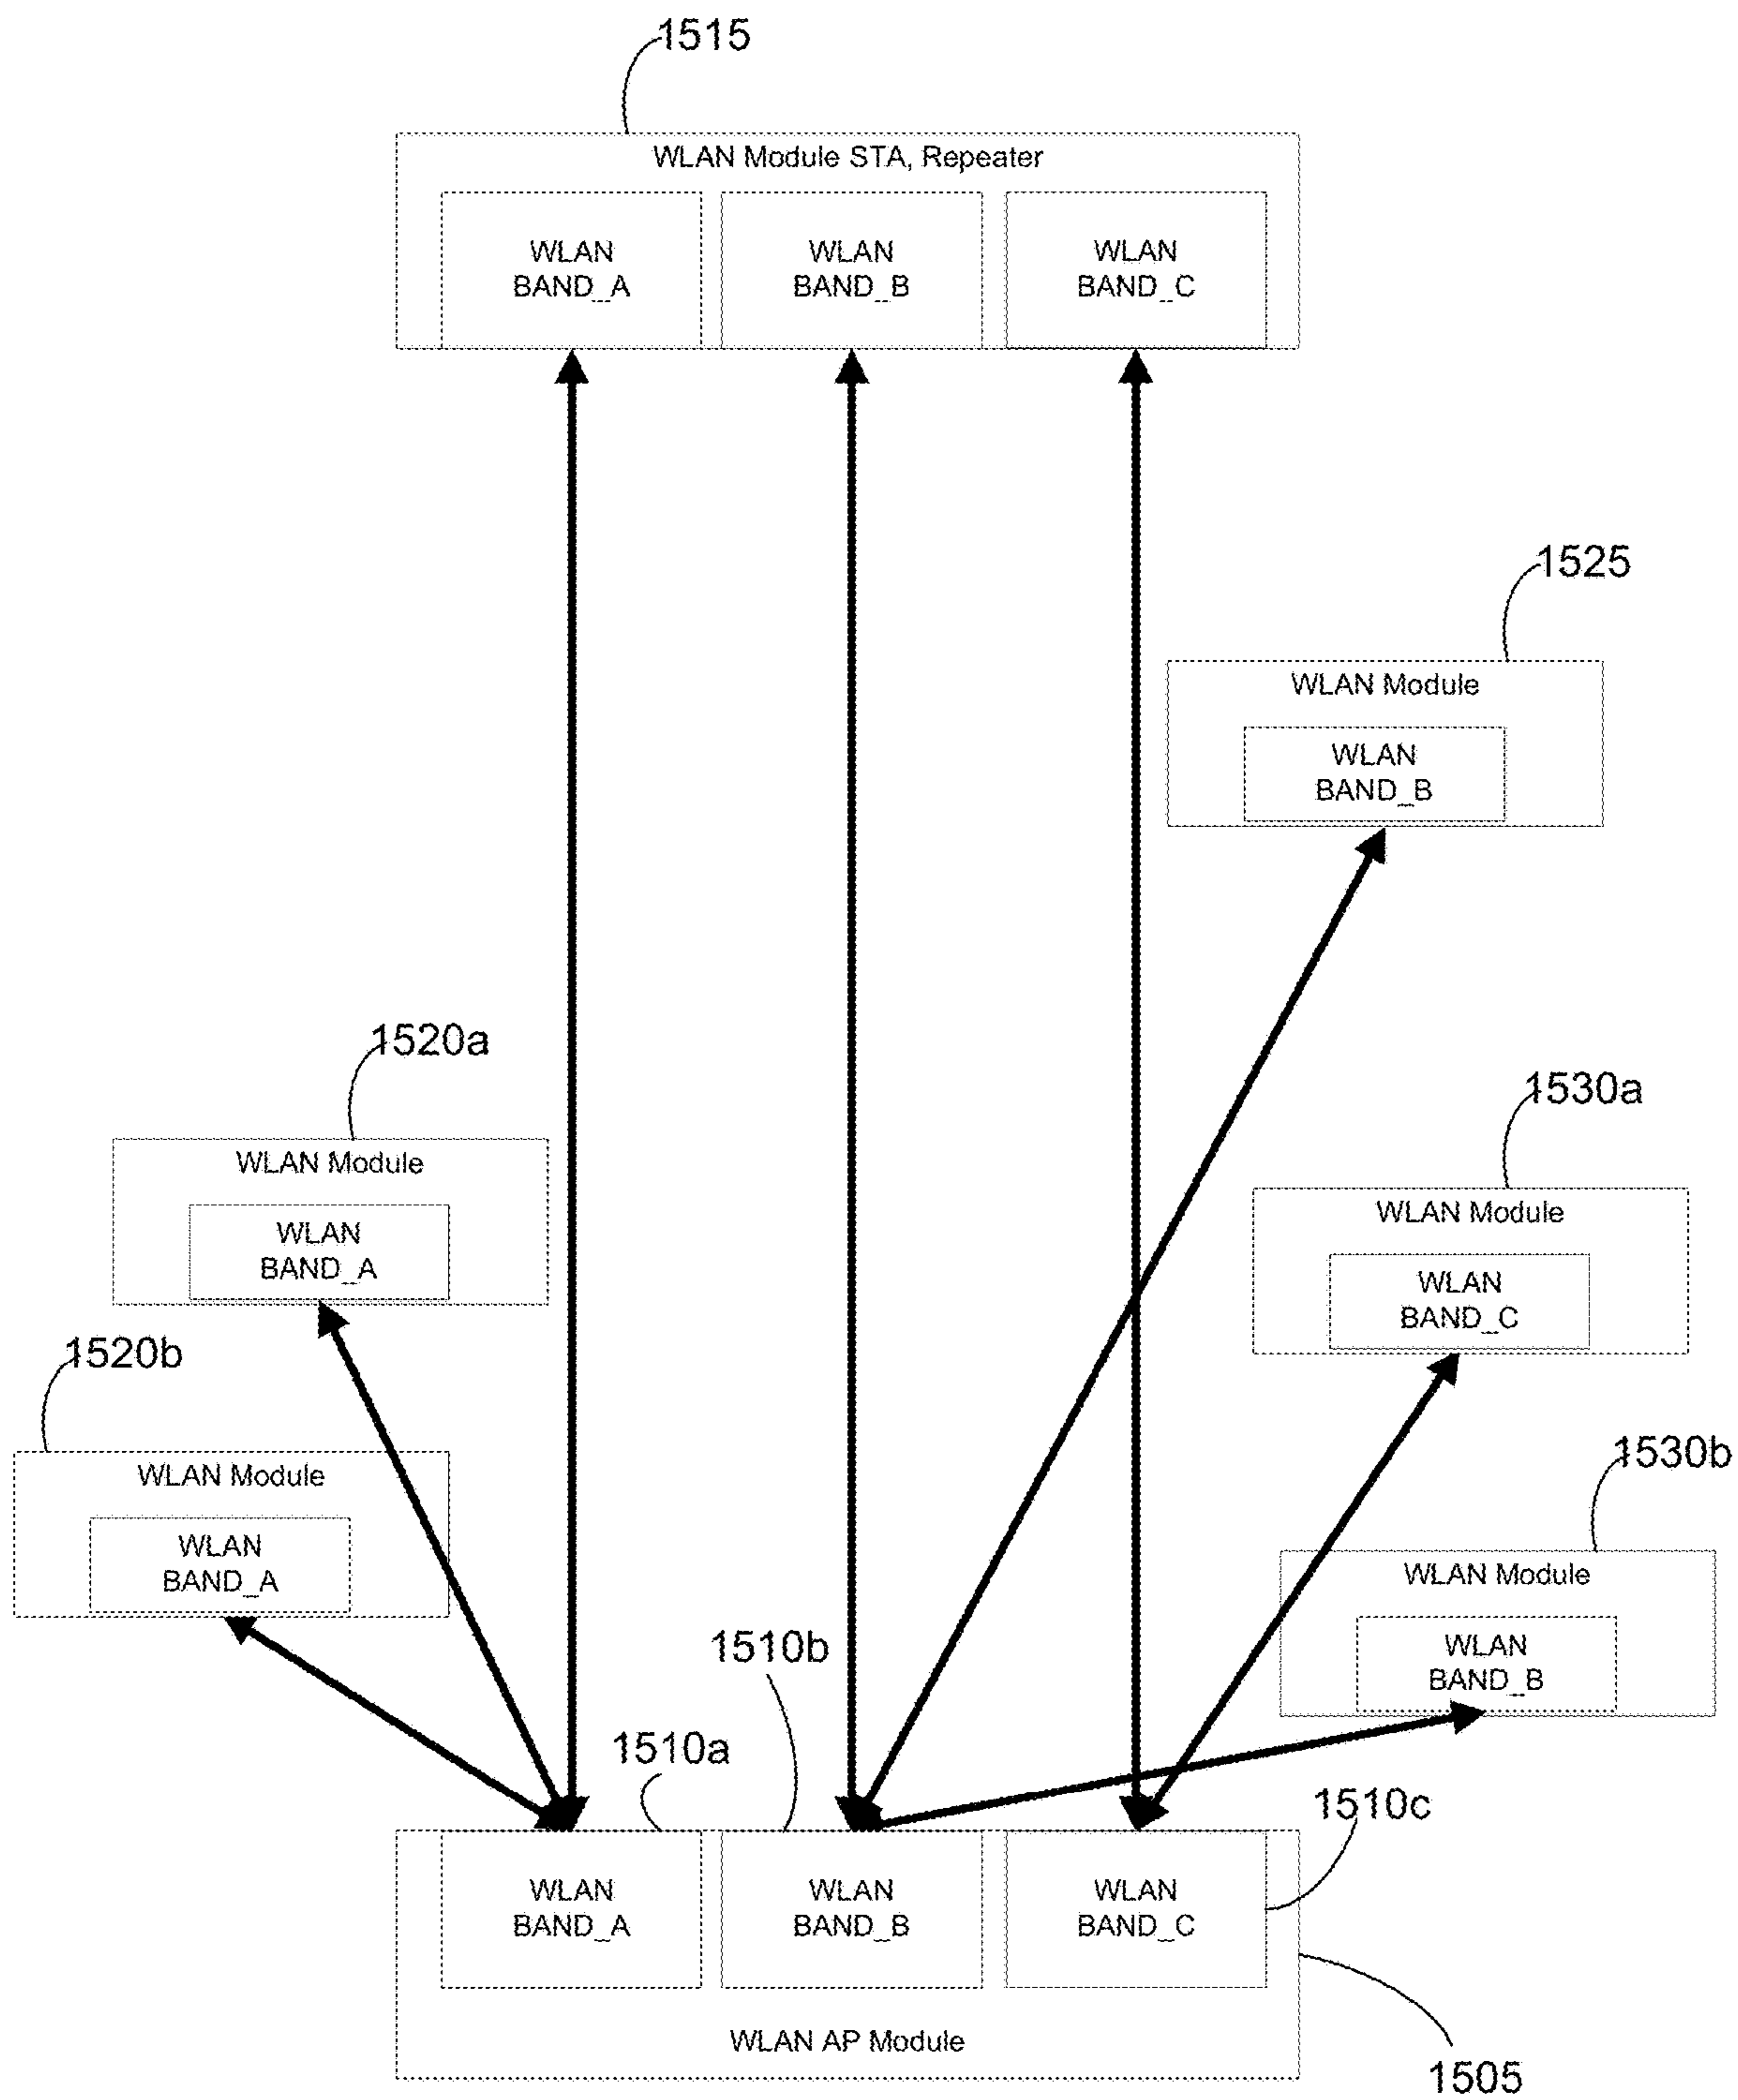 1515
WLAN Module STA, Repeater
WLAN
BAND_A
WLAN
BAND_B
WLAN
BAND_C
1525
WLAN Module
WLAN
BAND_B
1520a
WLAN Module
WLAN
BAND_A
1530a
WLAN Module
WLAN
BAND_C
1520b
WLAN Module
WLAN
BAND_A
1530b
WLAN Module
WLAN
BAND_B
1510b
1510a
1510c
WLAN
BAND_A
WLAN
BAND_B
WLAN
BAND_C
WLAN AP Module
1505